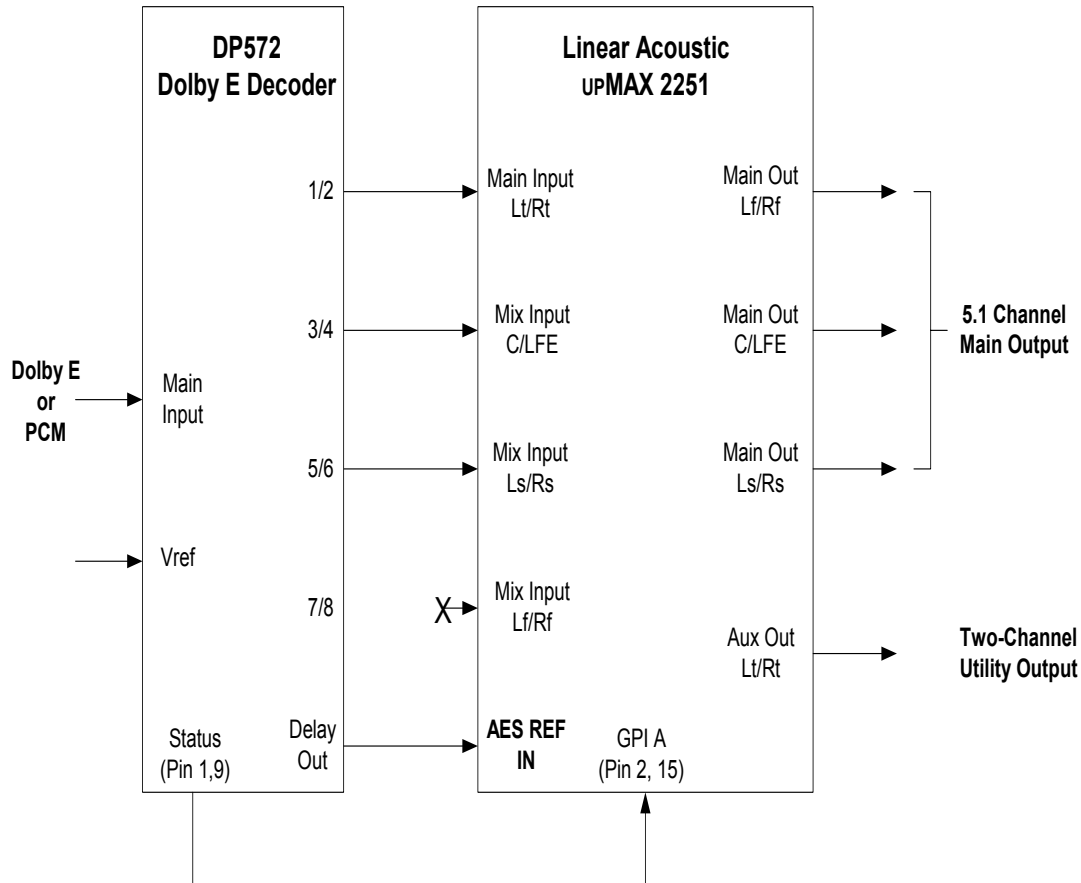 DP572
Dolby E Decoder
Linear Acoustic
UPMAX 2251
1/2
Main Input
Lt/Rt
Main Out
Lf/Rf
3/4
Mix Input
C/LFE
Main Out
C/LFE
5.1 Channel
Main Output
Dolby E
or
PCM
Main
Input
5/6
Mix Input
Ls/Rs
Main Out
Ls/Rs
Vref
7/8
X
Mix Input
Lf/Rf
Aux Out
Lt/Rt
Two-Channel
Utility Output
Status
(Pin 1,9)
Delay
Out
AES REF
IN
GPI A
(Pin 2, 15)